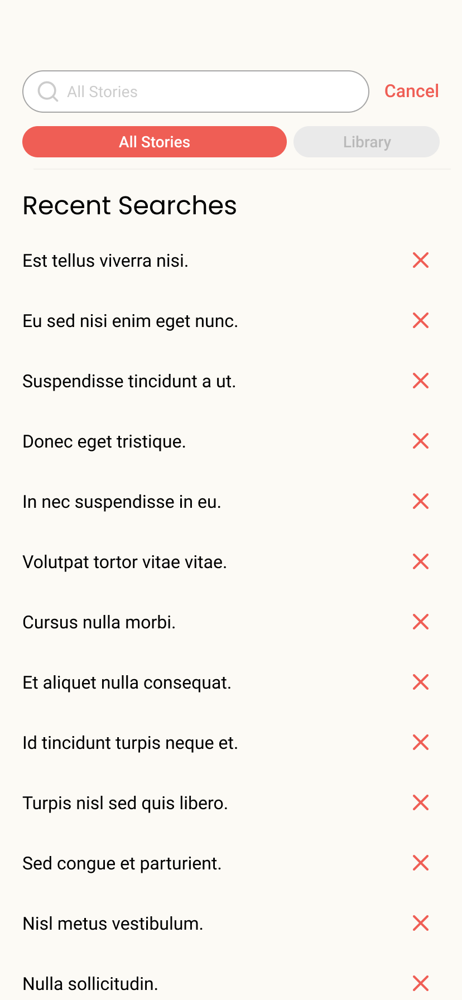 All Stories
Cancel
All Stories
Library
Recent Searches
Est tellus viverra nisi.
Eu sed nisi enim eget nunc.
Suspendisse tincidunt a ut.
Donec eget tristique.
In nec suspendisse in eu.
Volutpat tortor vitae vitae.
Cursus nulla morbi.
Et aliquet nulla consequat.
Id tincidunt turpis neque et.
Turpis nisl sed quis libero.
Sed congue et parturient.
Nisl metus vestibulum.
Nulla sollicitudin.